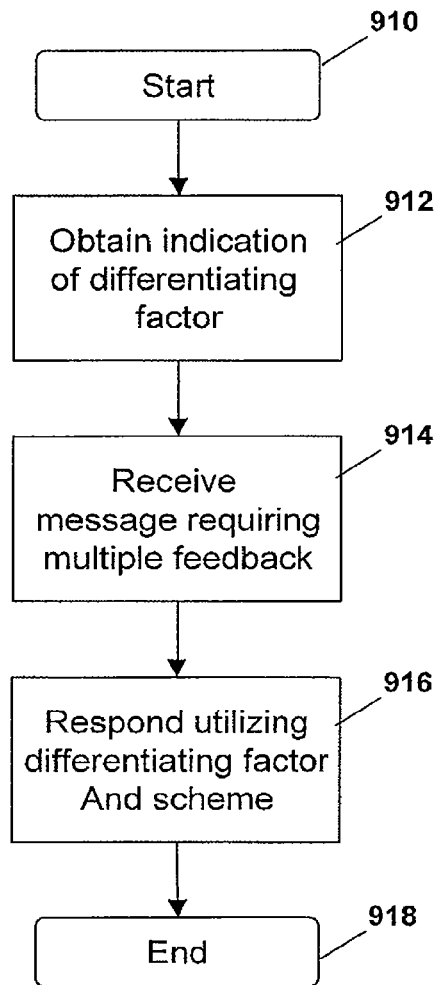 910
Start
912
Obtain indication
of differentiating
factor
914
Receive
message requiring
multiple feedback
916
Respond utilizing
differentiating factor
And scheme
918
End